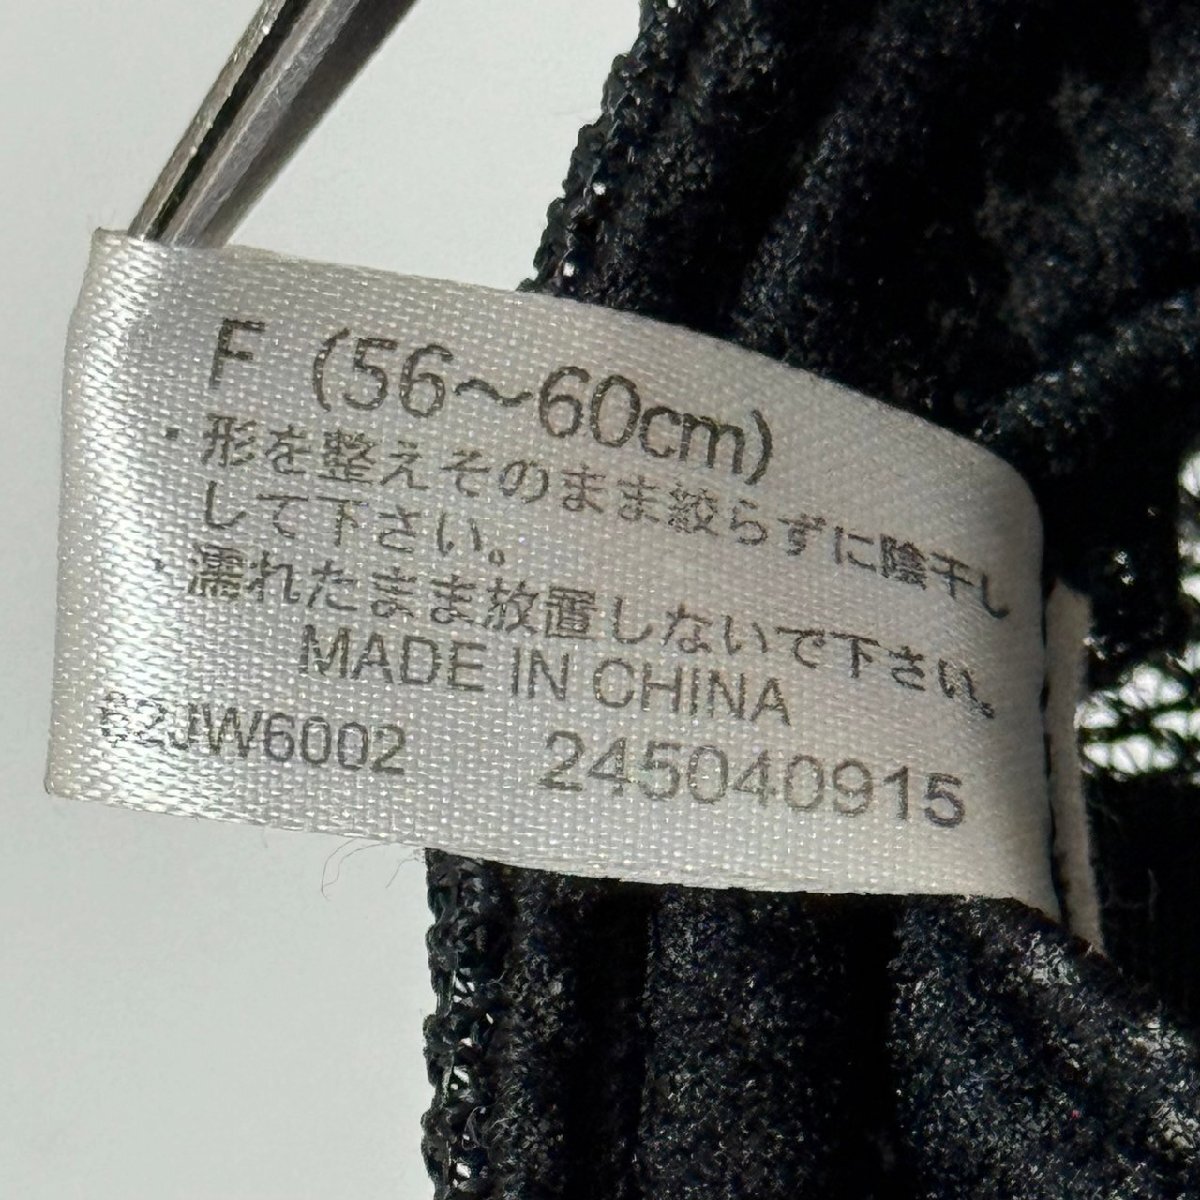 F (56～60cm)
・形を整えそのまま絞らずに陰干し
して下さい。
・濡れたまま放置しないで下さい。
MADE IN CHINA
62JW6002 245040915